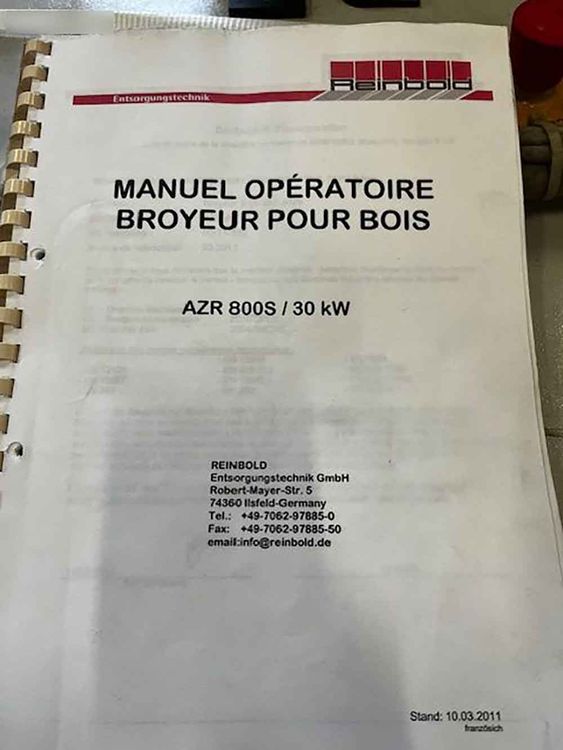 Entsorgungstechnik
Reinbold
MANUEL OPÉRATOIRE
BROYEUR POUR BOIS
AZR 800S / 30 kW
REINBOLD
Entsorgungstechnik GmbH
Robert-Mayer-Str. 5
74360 Ilsfeld-Germany
Tel.: +49-7062-97885-0
Fax: +49-7062-97885-50
email:info@reinbold.de
Stand: 10.03.2011
französich